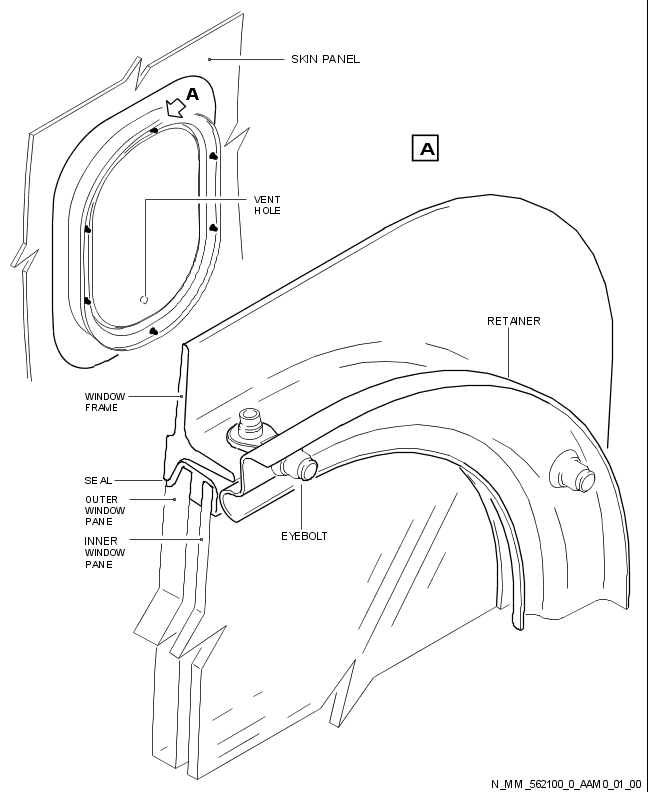 SKIN PANEL
A
A
VENT
HOLE
RETAINER
WINDOW
FRAME
SEAL
OUTER
WINDOW
PANE
EYEBOLT
INNER
WINDOW
PANE
N_MM_562100_0_AAM0_01_00